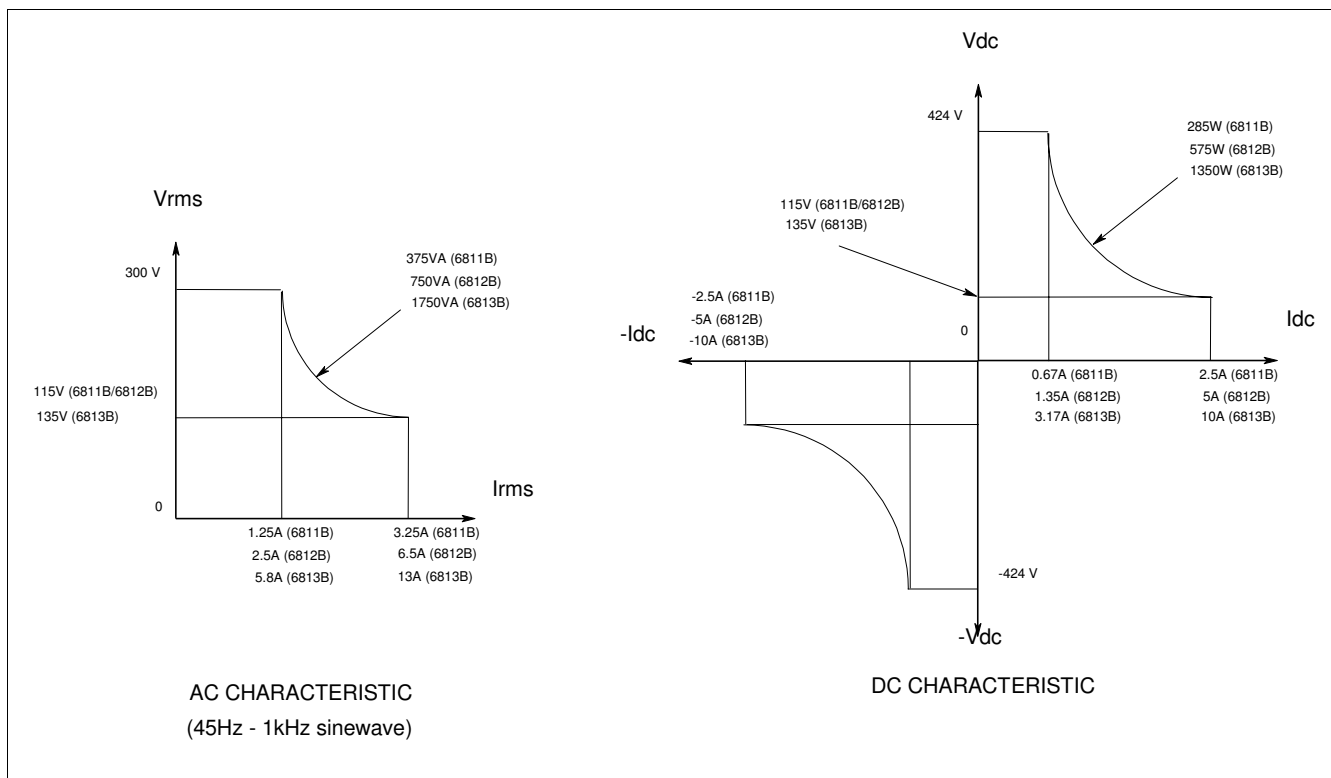 Vrms
300 V
375VA (6811B)
750VA (6812B)
1750VA (6813B)
115V (6811B/6812B)
135V (6813B)
0
Irms
1.25A (6811B)
2.5A (6812B)
5.8A (6813B)
3.25A (6811B)
6.5A (6812B)
13A (6813B)
AC CHARACTERISTIC
(45Hz - 1kHz sinewave)
Vdc
424 V
285W (6811B)
575W (6812B)
1350W (6813B)
115V (6811B/6812B)
135V (6813B)
-2.5A (6811B)
-5A (6812B)
-10A (6813B)
-Idc
0
Idc
0.67A (6811B)
1.35A (6812B)
3.17A (6813B)
2.5A (6811B)
5A (6812B)
10A (6813B)
-424 V
-Vdc
DC CHARACTERISTIC